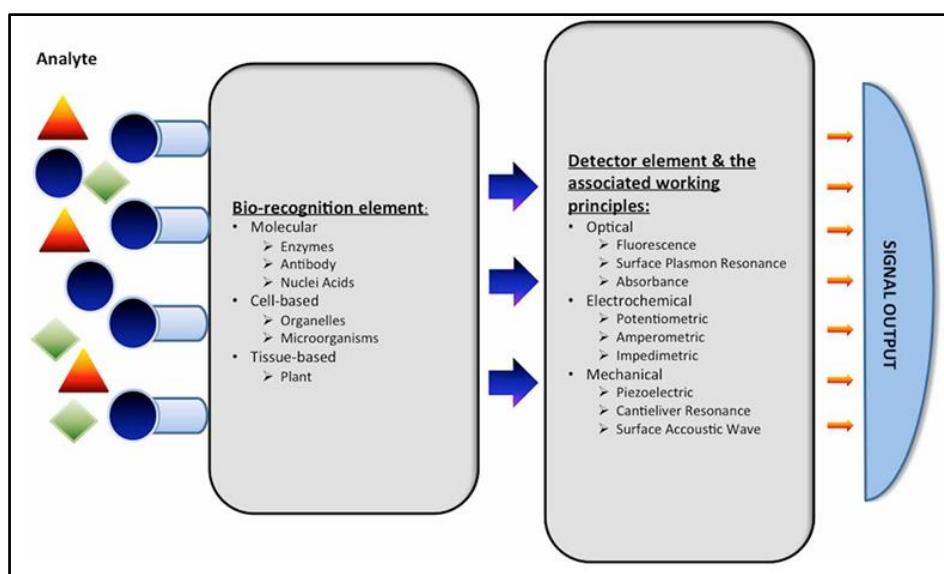 Analyte
Bio-recognition element:
• Molecular
➢ Enzymes
➢ Antibody
➢ Nuclei Acids
• Cell-based
➢ Organelles
➢ Microorganisms
• Tissue-based
➢ Plant
Detector element & the
associated working
principles:
• Optical
➢ Fluorescence
➢ Surface Plasmon Resonance
➢ Absorbance
• Electrochemical
➢ Potentiometric
➢ Amperometric
➢ Impedimetric
• Mechanical
➢ Piezoelectric
➢ Cantieliver Resonance
➢ Surface Accoustic Wave
SIGNAL OUTPUT